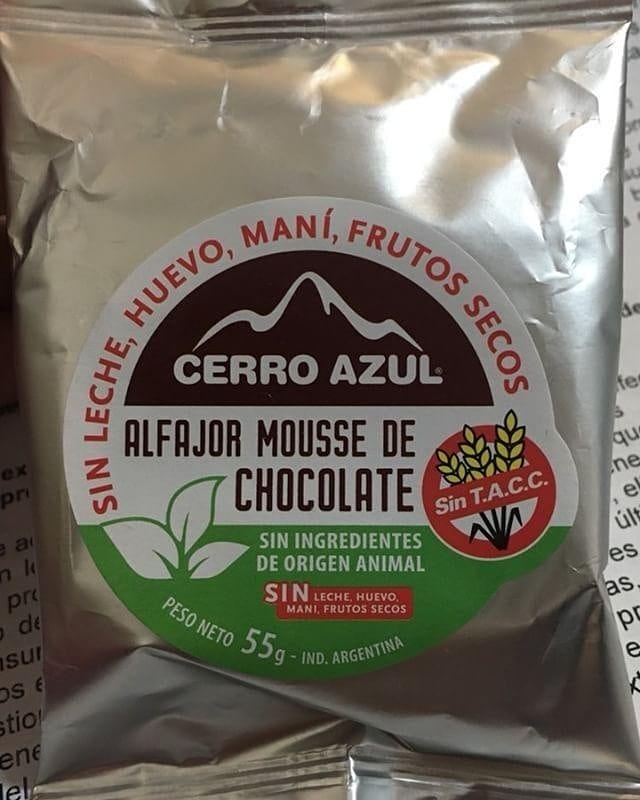 SIN LECHE, HUEVO, MANÍ, FRUTOS SECOS
CERRO AZUL®
ALFAJOR MOUSSE DE
CHOCOLATE
Sin T.A.C.C.
SIN INGREDIENTES
DE ORIGEN ANIMAL
SIN LECHE, HUEVO,
MANI, FRUTOS SECOS
PESO NETO 55g - IND. ARGENTINA